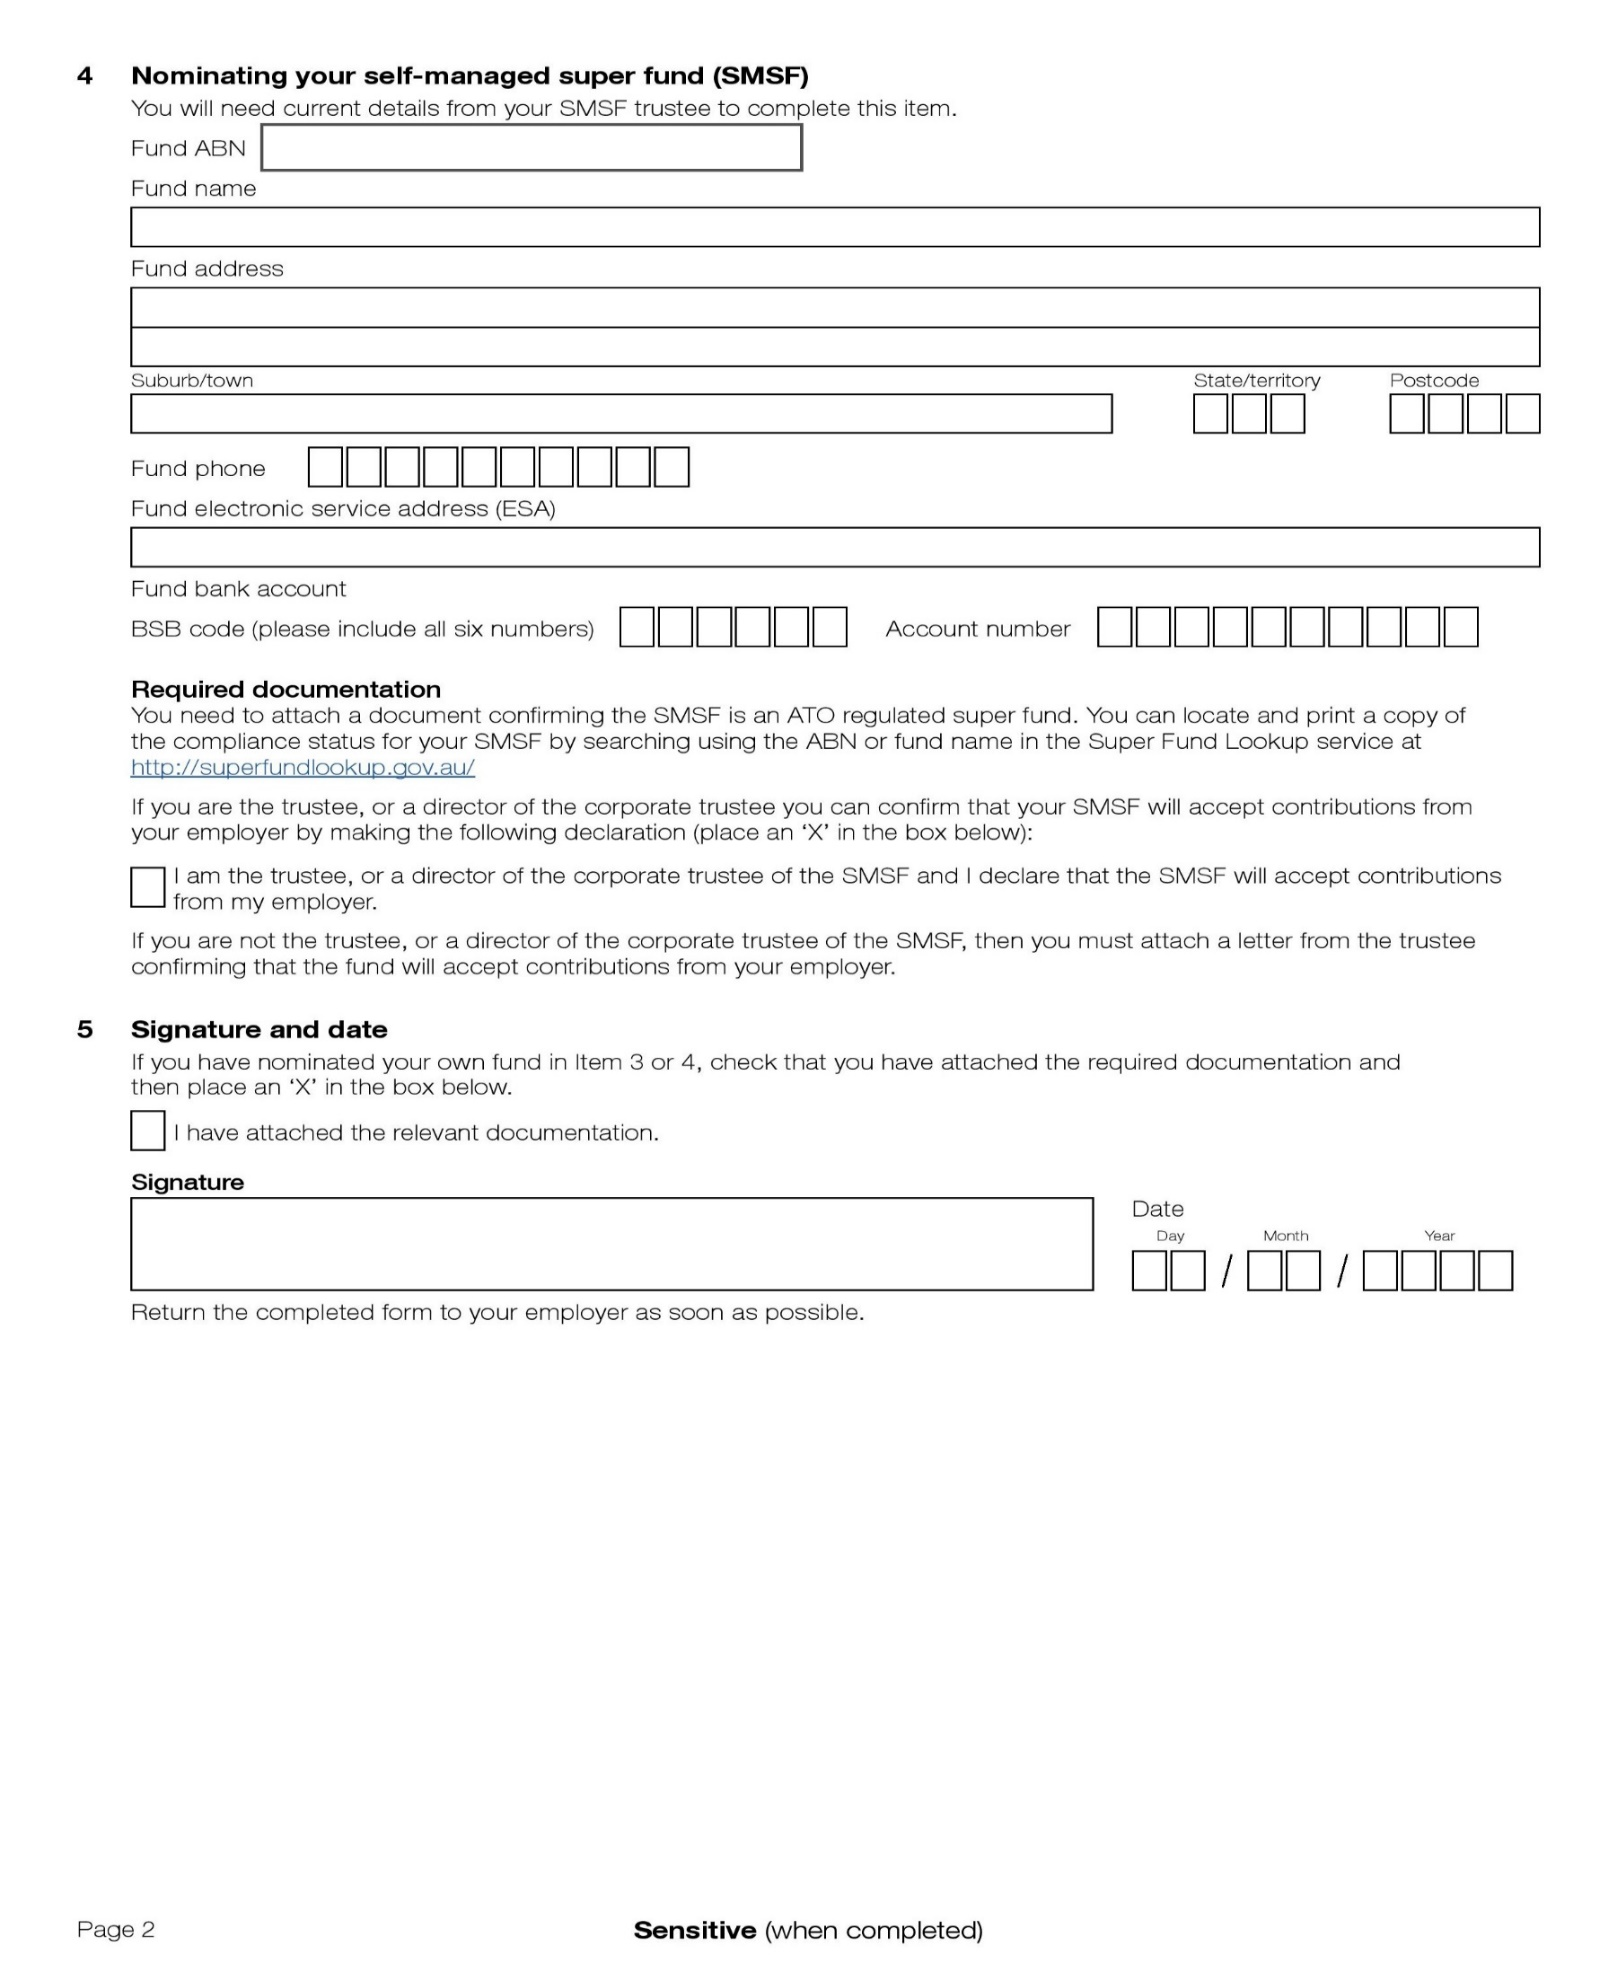 4 Nominating your self-managed super fund (SMSF)
You will need current details from your SMSF trustee to complete this item.
Fund ABN
Fund name
Fund address
Suburb/town State/territory Postcode
Fund phone
Fund electronic service address (ESA)
Fund bank account
BSB code (please include all six numbers) Account number
Required documentation
You need to attach a document confirming the SMSF is an ATO regulated super fund. You can locate and print a copy of
the compliance status for your SMSF by searching using the ABN or fund name in the Super Fund Lookup service at
http://superfundlookup.gov.au/
If you are the trustee, or a director of the corporate trustee you can confirm that your SMSF will accept contributions from
your employer by making the following declaration (place an ‘X’ in the box below):
I am the trustee, or a director of the corporate trustee of the SMSF and I declare that the SMSF will accept contributions
from my employer.
If you are not the trustee, or a director of the corporate trustee of the SMSF, then you must attach a letter from the trustee
confirming that the fund will accept contributions from your employer.
5 Signature and date
If you have nominated your own fund in Item 3 or 4, check that you have attached the required documentation and
then place an ‘X’ in the box below.
I have attached the relevant documentation.
Signature
Date
Day Month Year
/ /
Return the completed form to your employer as soon as possible.
Page 2 Sensitive (when completed)